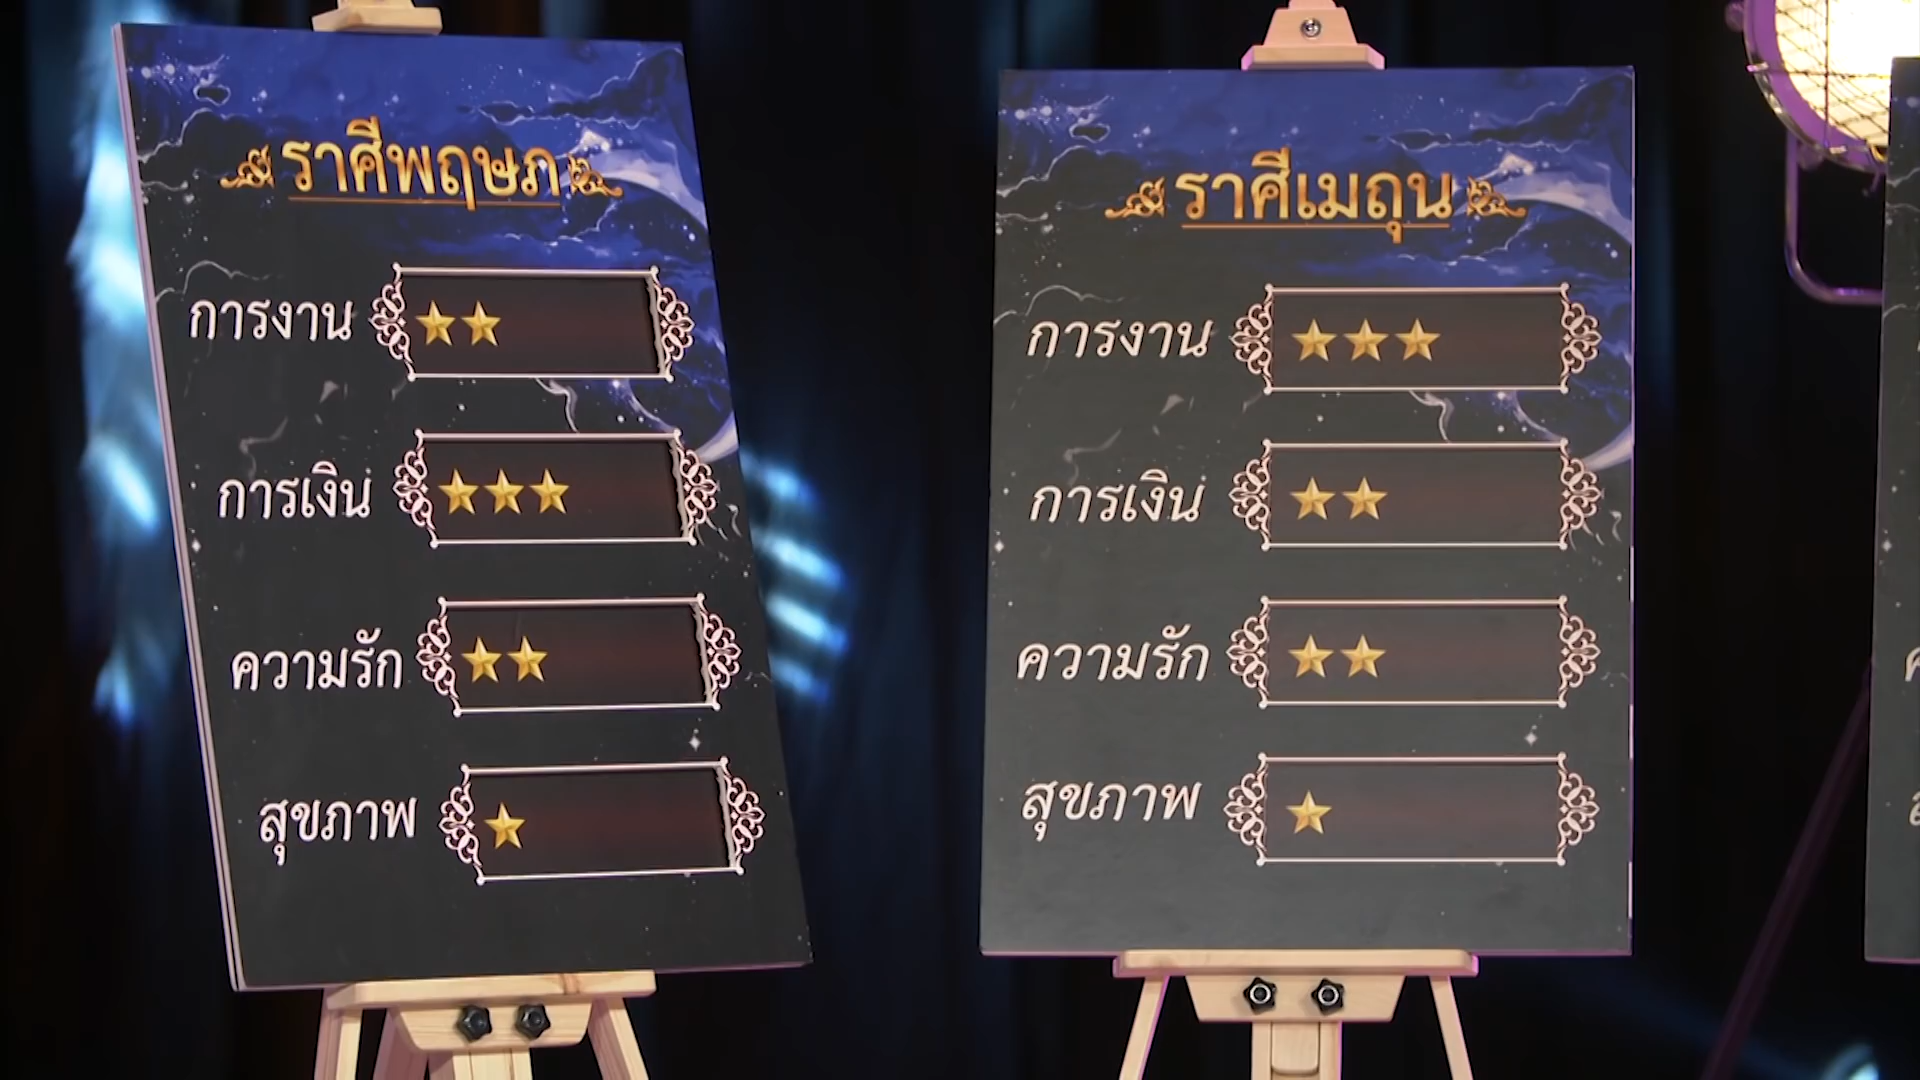 ราศีพฤษภ
การงาน
การเงิน
ความรัก
สุขภาพ
ราศีเมถุน
การงาน
การเงิน
ความรัก
สุขภาพ